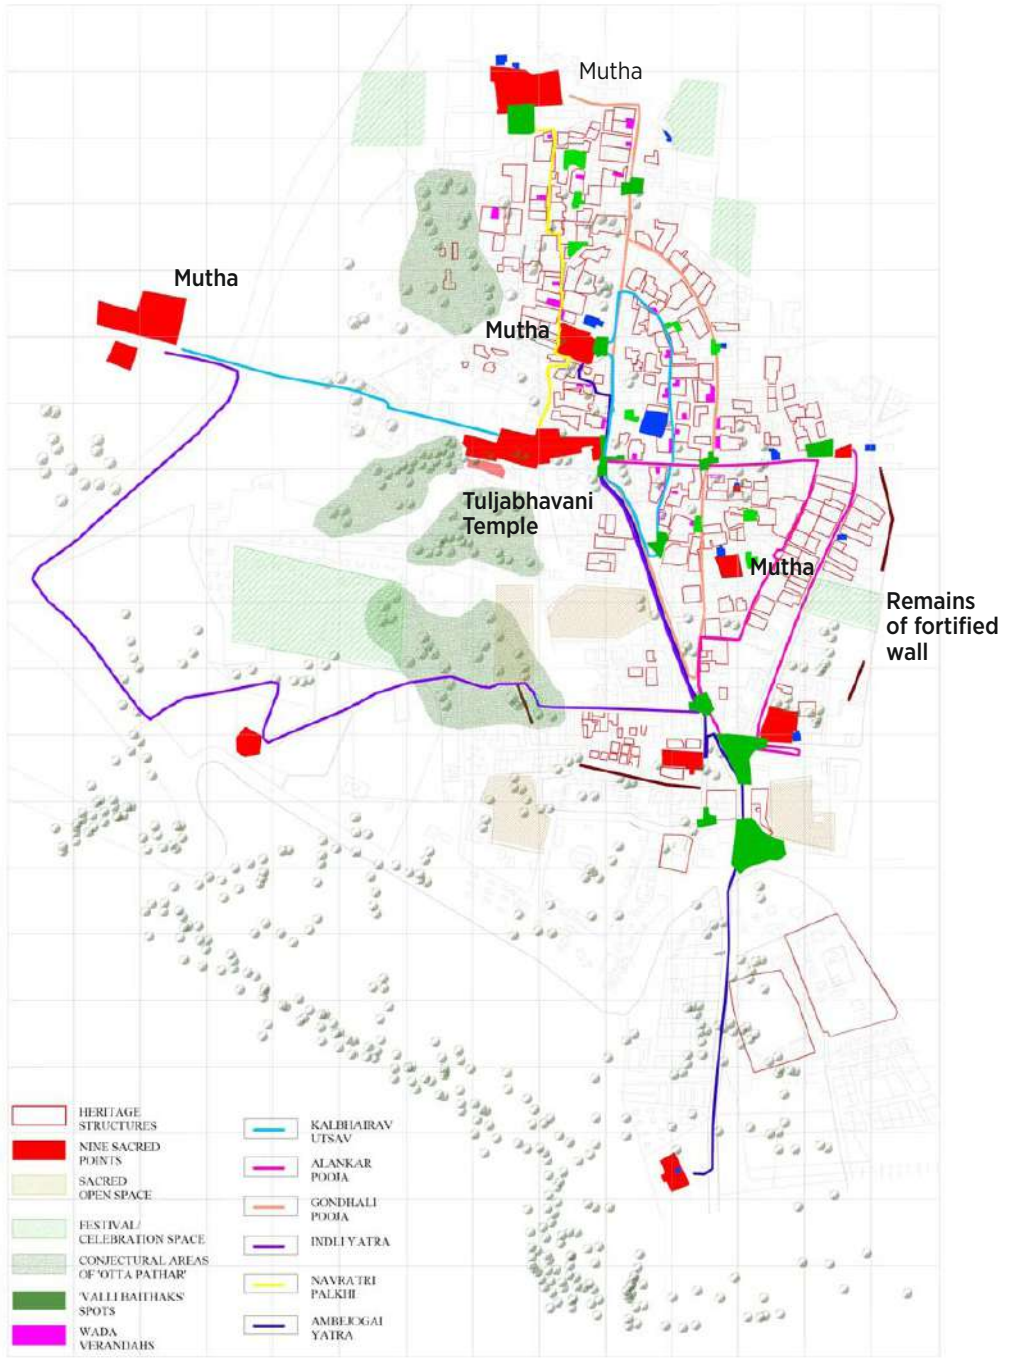 Mutha
Mutha
Mutha
Tuljabhavani
Temple
Mutha
Remains
of fortified
wall
HERITAGE
STRUCTURES
NINE SACRED
POINTS
SACRED
OPEN SPACE
FESTIVAL/
CELEBRATION SPACE
CONJECTURAL AREAS
OF 'OTTA PATHAR'
'VALLI BAITHAKS'
SPOTS
WADA
VERANDAHS
KALBHAIRAV
UTSAV
ALANKAR
POOJA
GONDHALI
POOJA
INDLI YATRA
NAVRATRI
PALKHI
AMBEJOGAI
YATRA